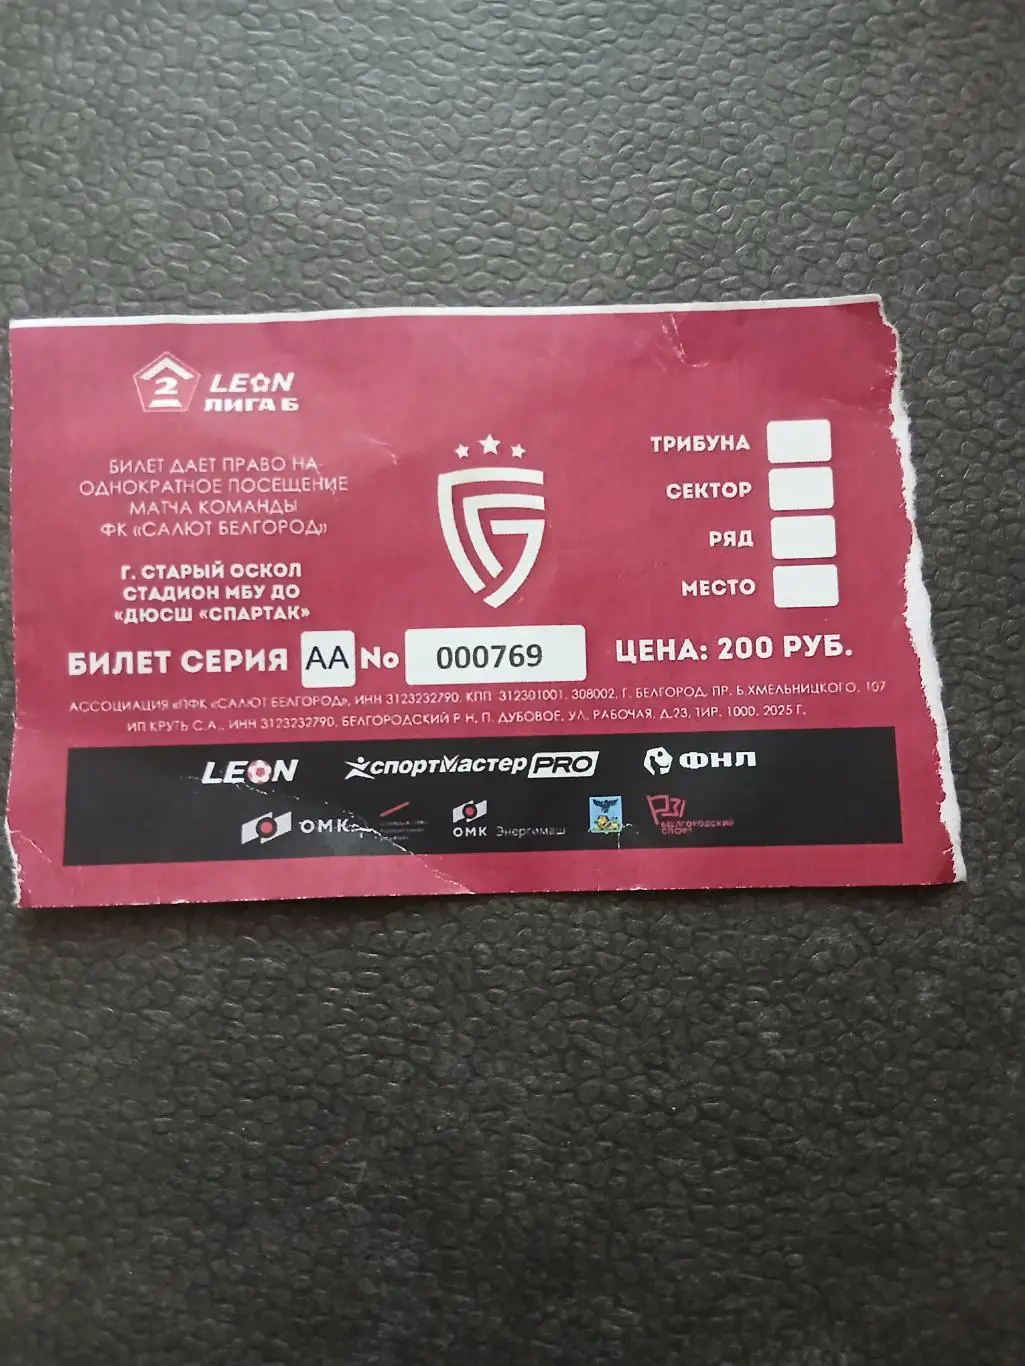 2 LEON
ЛИГА Б
БИЛЕТ ДАЕТ ПРАВО НА
ОДНОКРАТНОЕ ПОСЕЩЕНИЕ
МАТЧА КОМАНДЫ
ФК «САЛЮТ БЕЛГОРОД»
Г. СТАРЫЙ ОСКОЛ
СТАДИОН МБУ ДО
«ДЮСШ «СПАРТАК»
ТРИБУНА
СЕКТОР
РЯД
МЕСТО
БИЛЕТ СЕРИЯ АА No 000769 ЦЕНА: 200 РУБ.
АССОЦИАЦИЯ «ПФК «САЛЮТ БЕЛГОРОД», ИНН 3123232790, КПП 312301001, 308002, Г. БЕЛГОРОД, ПР. Б.ХМЕЛЬНИЦКОГО, 107
ИП КРУТЬ С.А., ИНН 3123232790, БЕЛГОРОДСКИЙ Р Н, П. ДУБОВОЕ, УЛ. РАБОЧАЯ, Д.23, ТИР. 1000, 2025 Г.
LEON СПОРТМАСТЕР PRO ФНЛ
ОМК ОМК Энергомаш БЕЛГОРОДСКИЙ
СПОРТ